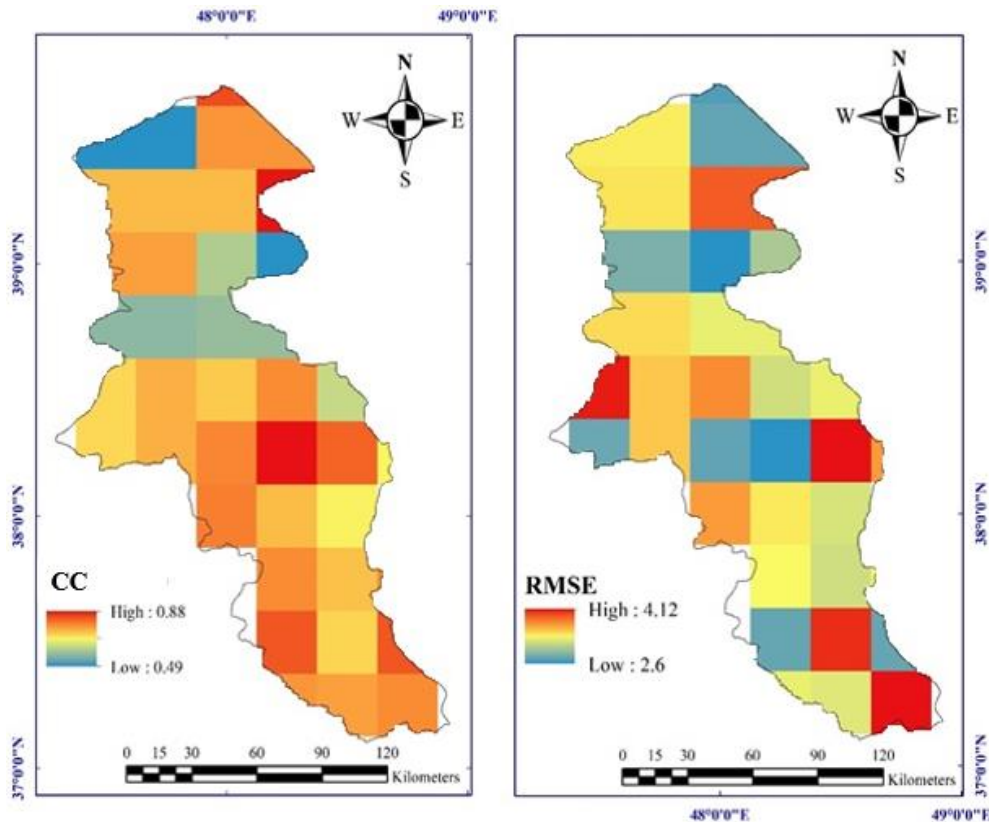 48°0'0"E
49°0'0"E
N
W
E
S
39°0'0"N
38°0'0"N
37°0'0"N
CC
High : 0.88
Low : 0.49
0 15 30 60 90 120
Kilometers
N
W
E
S
39°0'0"N
38°0'0"N
37°0'0"N
RMSE
High : 4.12
Low : 2.6
0 15 30 60 90 120
Kilometers
48°0'0"E
49°0'0"E